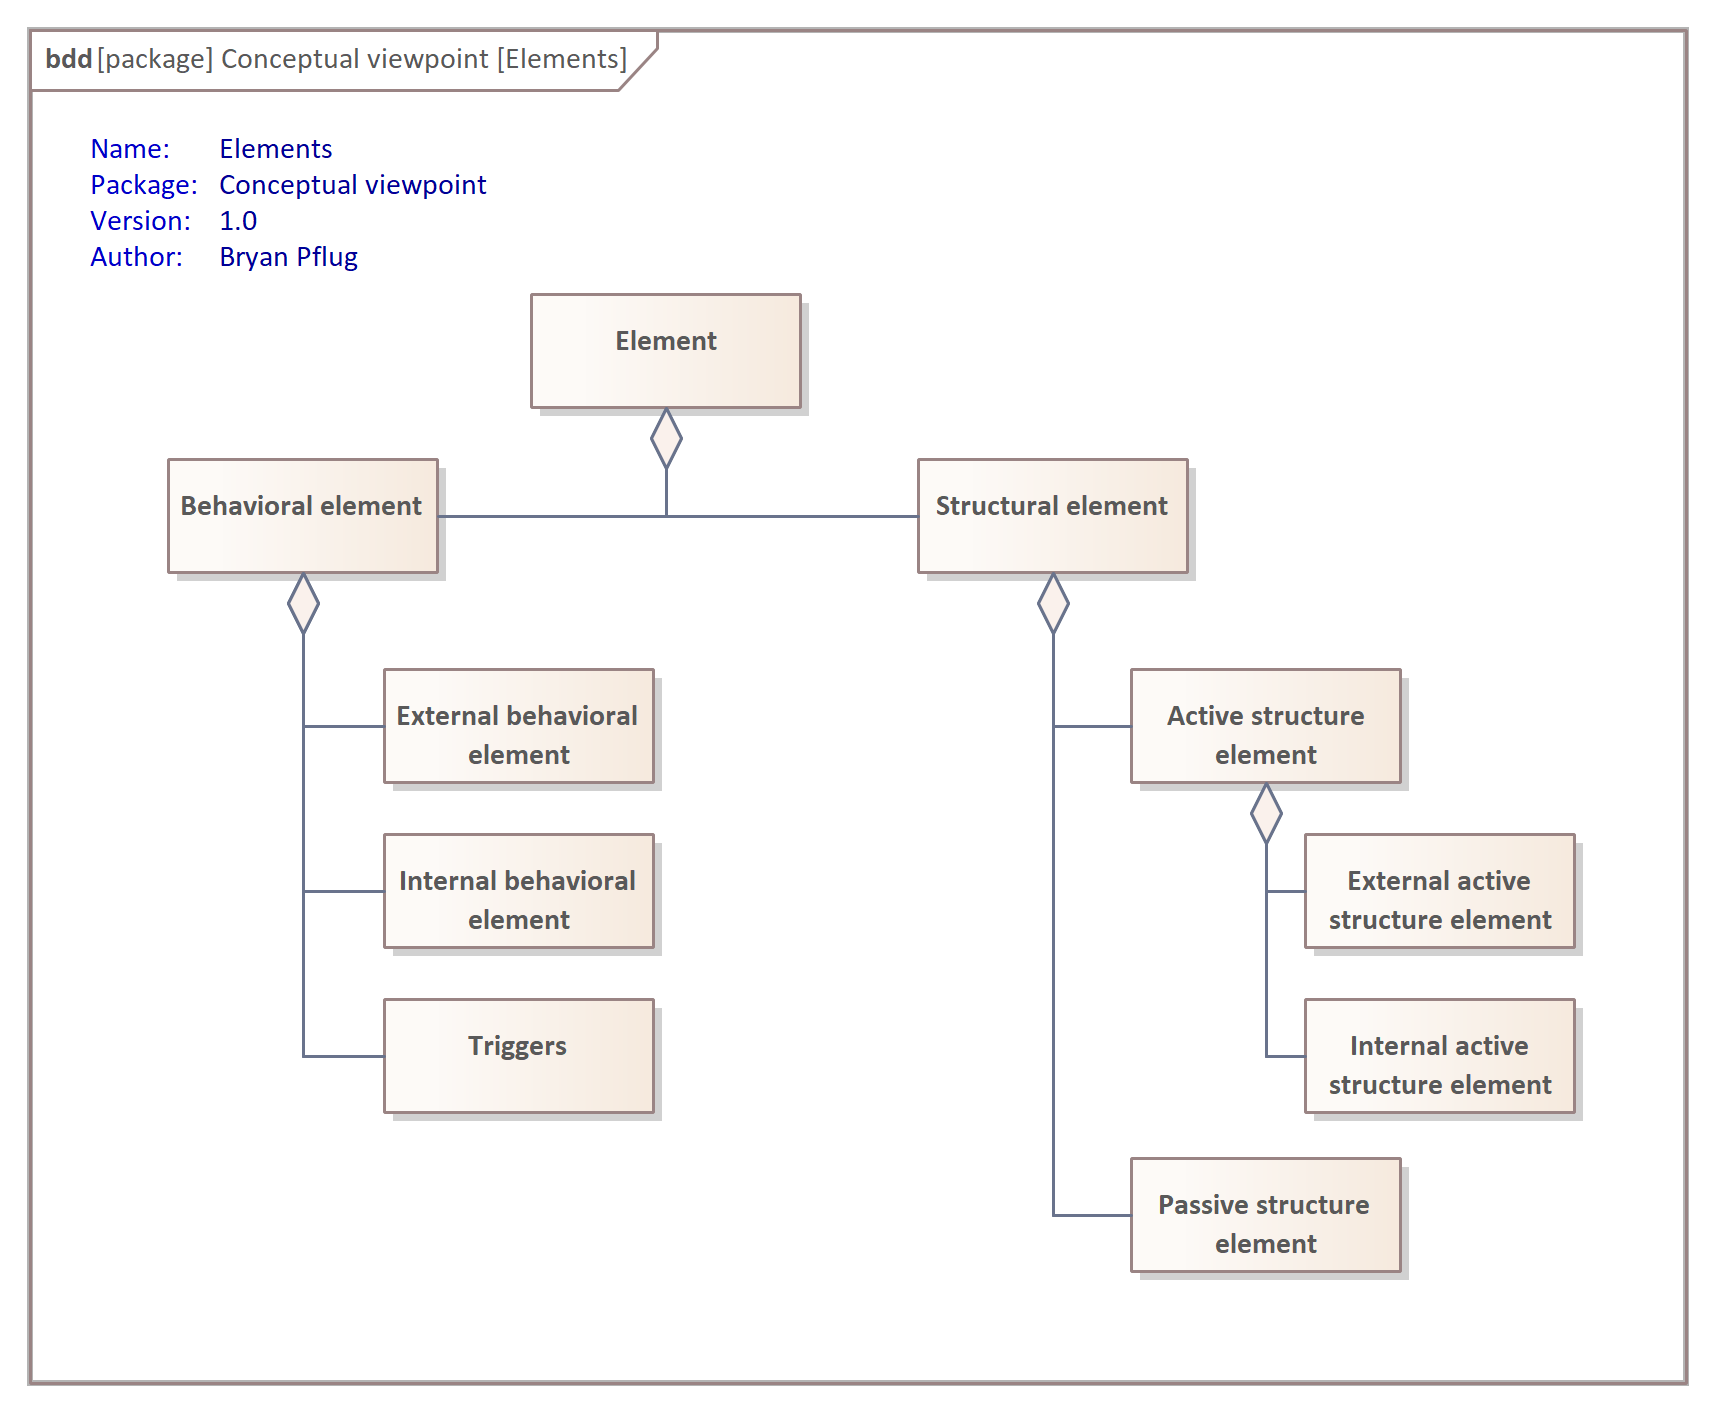 bdd [package] Conceptual viewpoint [Elements]
Name: Elements
Package: Conceptual viewpoint
Version: 1.0
Author: Bryan Pflug
Element
Behavioral element
Structural element
External behavioral
element
Active structure
element
Internal behavioral
element
External active
structure element
Triggers
Internal active
structure element
Passive structure
element